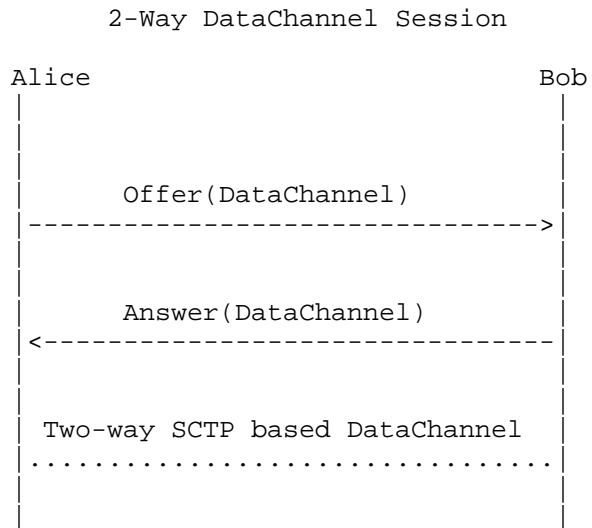 2-Way DataChannel Session
Alice Bob
Offer(DataChannel)
Answer(DataChannel)
Two-way SCTP based DataChannel